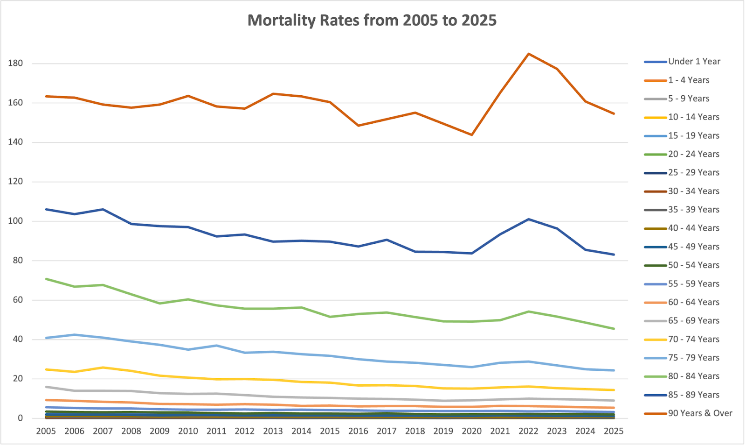 Mortality Rates from 2005 to 2025
180
160
140
120
100
80
60
40
20
0
2005 2006 2007 2008 2009 2010 2011 2012 2013 2014 2015 2016 2017 2018 2019 2020 2021 2022 2023 2024 2025
Under 1 Year
1 - 4 Years
5 - 9 Years
10 - 14 Years
15 - 19 Years
20 - 24 Years
25 - 29 Years
30 - 34 Years
35 - 39 Years
40 - 44 Years
45 - 49 Years
50 - 54 Years
55 - 59 Years
60 - 64 Years
65 - 69 Years
70 - 74 Years
75 - 79 Years
80 - 84 Years
85 - 89 Years
90 Years & Over